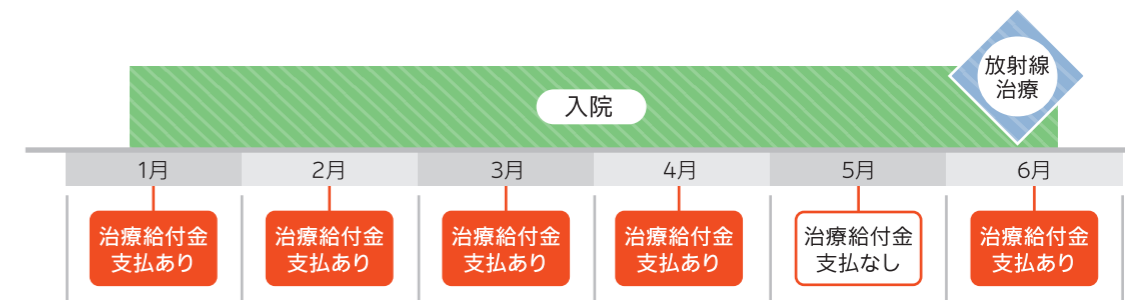 放射線
治療
入院
1月 2月 3月 4月 5月 6月
治療給付金 治療給付金 治療給付金 治療給付金 治療給付金 治療給付金
支払あり 支払あり 支払あり 支払あり 支払なし 支払あり